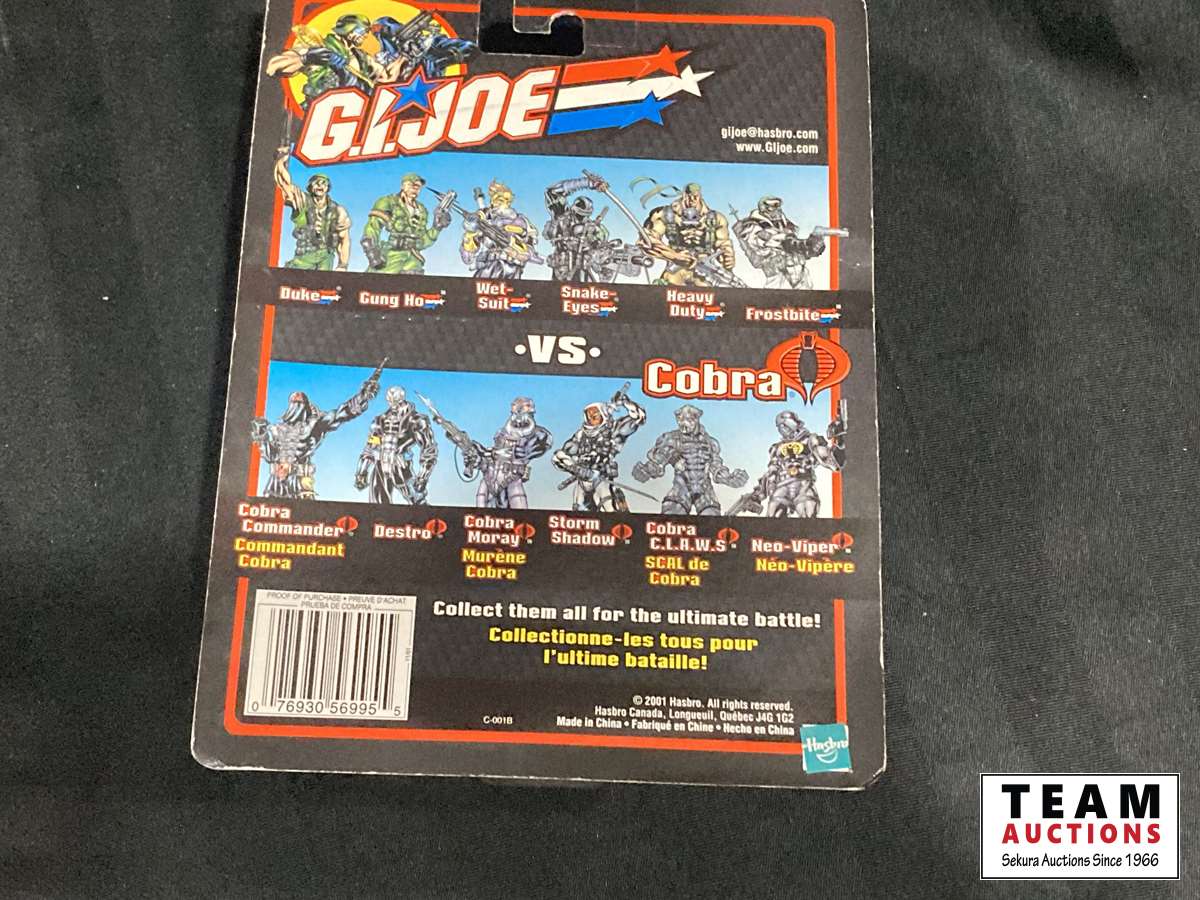 G.I.JOE
gijoe@hasbro.com
www.GIjoe.com
Duke
Gung Ho
Wet-
Suit
Snake-
Eyes
Heavy
Duty
Frostbite
•VS•
Cobra
Cobra
Commander
Commandant
Cobra
Destro
Cobra
Moray
Murène
Cobra
Storm
Shadow
Cobra
C.L.A.W.S
SCAL de
Cobra
Neo-Viper
Néo-Vipère
PROOF OF PURCHASE • PREUVE D'ACHAT
PRUEBA DE COMPRA
0 76930 56995 5
Collect them all for the ultimate battle!
Collectionne-les tous pour
l'ultime bataille!
© 2001 Hasbro. All rights reserved.
Hasbro Canada, Longueuil, Québec J4G 1G2
Made in China • Fabriqué en Chine • Hecho en China
C-001B
Hasbro
TEAM
AUCTIONS
Sekura Auctions Since 1966